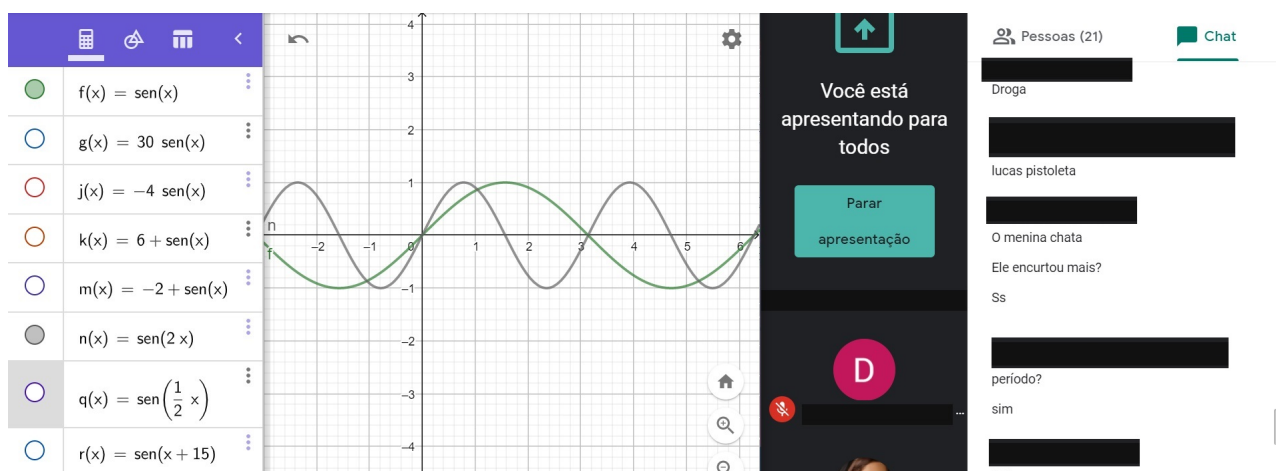 f(x) = sen(x)
g(x) = 30 sen(x)
j(x) = −4 sen(x)
k(x) = 6 + sen(x)
m(x) = −2 + sen(x)
n(x) = sen(2 x)
q(x) = sen(1/2 x)
r(x) = sen(x + 15)
4
3
2
1
n
−2 −1 0 1 2 3 4 5 6
f
−1
−2
−3
−4
Você está
apresentando para
todos
Parar
apresentação
D
...
Pessoas (21) Chat
Droga
lucas pistoleta
O menina chata
Ele encurtou mais?
Ss
período?
sim